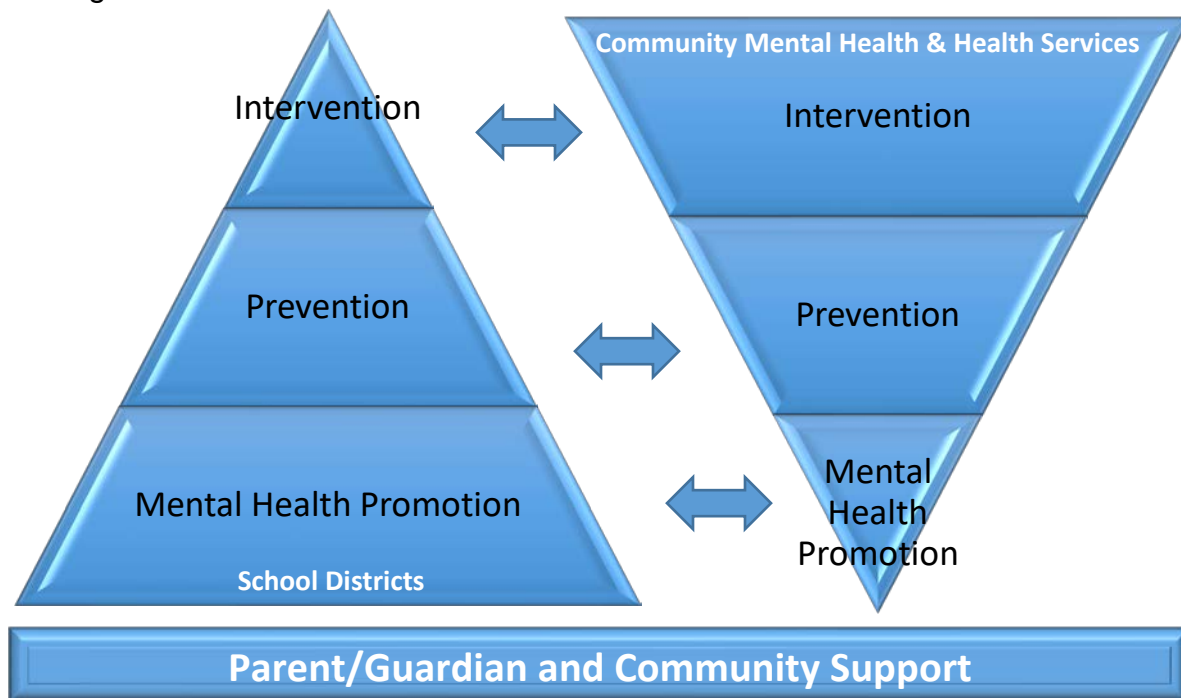 Community Mental Health & Health Services
Intervention
Intervention
Prevention
Prevention
Mental Health Promotion
Mental
Health
Promotion
School Districts
Parent/Guardian and Community Support